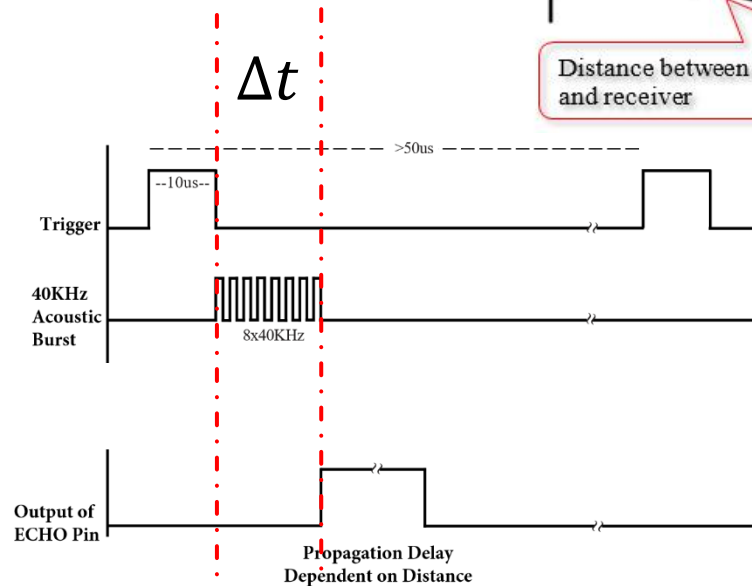 Δt
Distance between
and receiver
>50us
--10us--
Trigger
40KHz
Acoustic
Burst
8x40KHz
Output of
ECHO Pin
Propagation Delay
Dependent on Distance